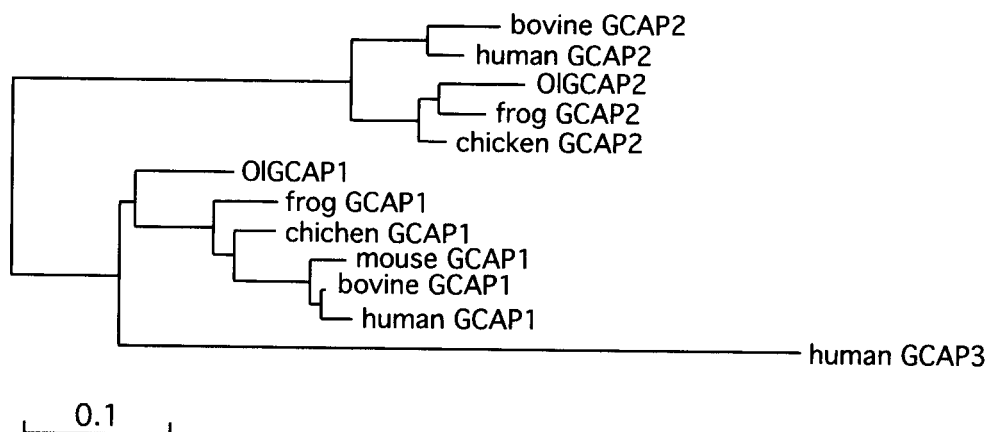 bovine GCAP2
human GCAP2
OlGCAP2
frog GCAP2
chicken GCAP2
OlGCAP1
frog GCAP1
chichen GCAP1
mouse GCAP1
bovine GCAP1
human GCAP1
human GCAP3
0.1